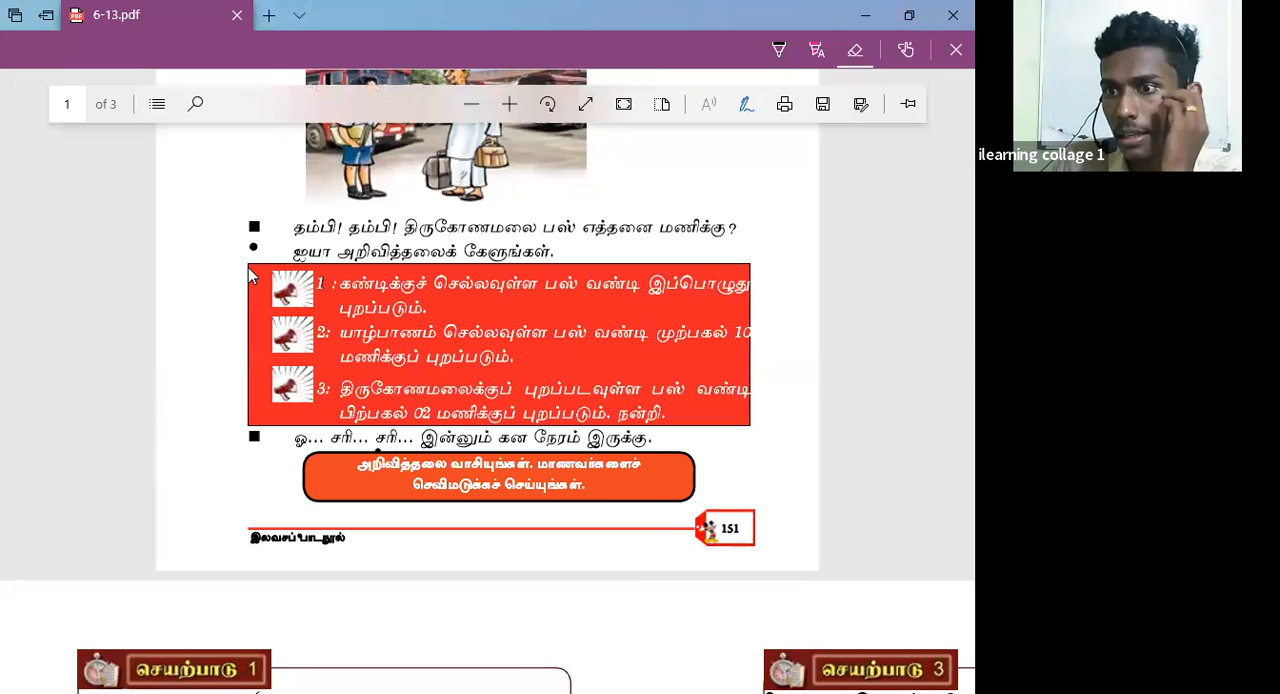 6-13.pdf
1 of 3
தம்பி! தம்பி! திருகோணமலை பஸ் எத்தனை மணிக்கு?
ஐயா அறிவித்தலைக் கேளுங்கள்.
1 : கண்டிக்குச் செல்லவுள்ள பஸ் வண்டி இப்பொழுது
புறப்படும்.
2: யாழ்பாணம் செல்லவுள்ள பஸ் வண்டி முற்பகல் 10
மணிக்குப் புறப்படும்.
3: திருகோணமலைக்குப் புறப்படவுள்ள பஸ் வண்டி
பிற்பகல் 02 மணிக்குப் புறப்படும். நன்றி.
ஓ... சரி... சரி... இன்னும் கன நேரம் இருக்கு.
அறிவித்தலை வாசியுங்கள். மாணவர்களைச்
செவிமடுக்கச் செய்யுங்கள்.
151
இலவசப் பாடநூல்
செயற்பாடு 1
செயற்பாடு 3
ilearning collage 1